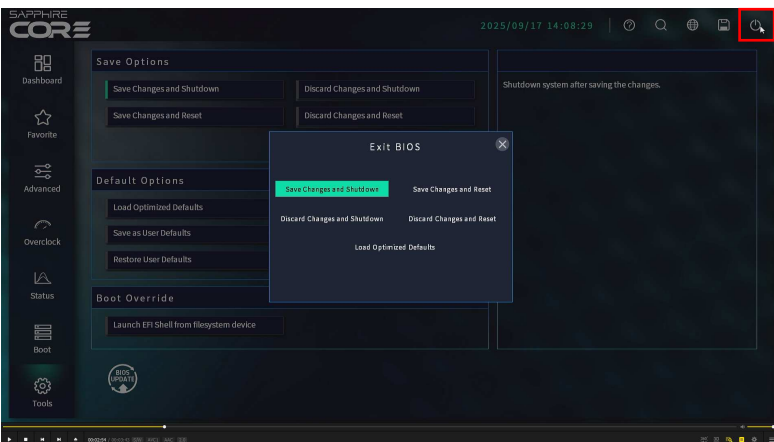 SAPPHIRE
CORE
2025/09/17 14:08:29
Dashboard
Favorite
Advanced
Overclock
Status
Boot
Tools
Save Options
Save Changes and Shutdown
Discard Changes and Shutdown
Save Changes and Reset
Discard Changes and Reset
Default Options
Load Optimized Defaults
Save as User Defaults
Restore User Defaults
Boot Override
Launch EFI Shell from filesystem device
BIOS
UPDATE
Shutdown system after saving the changes.
Exit BIOS
Save Changes and Shutdown
Save Changes and Reset
Discard Changes and Shutdown
Discard Changes and Reset
Load Optimized Defaults